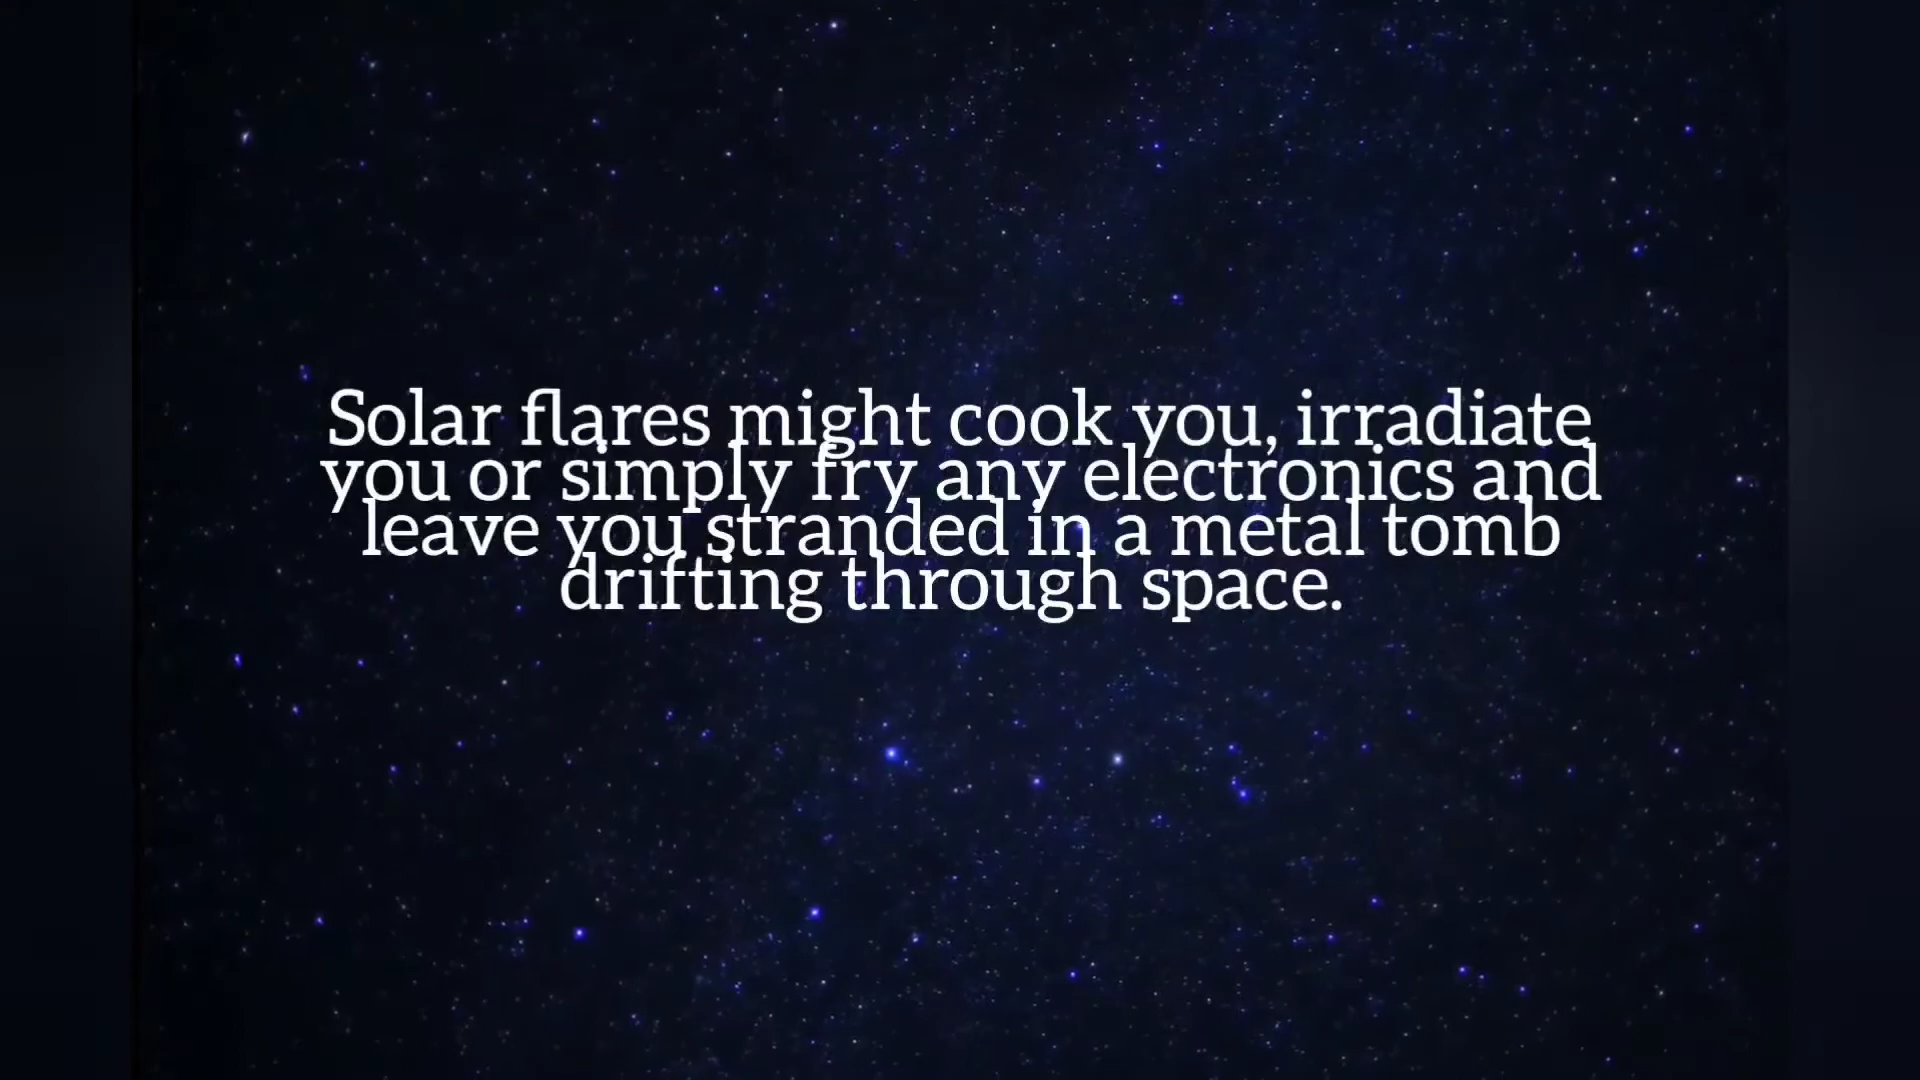 Solar flares might cook you, irradiate
you or simply fry any electronics and
leave you stranded in a metal tomb
drifting through space.